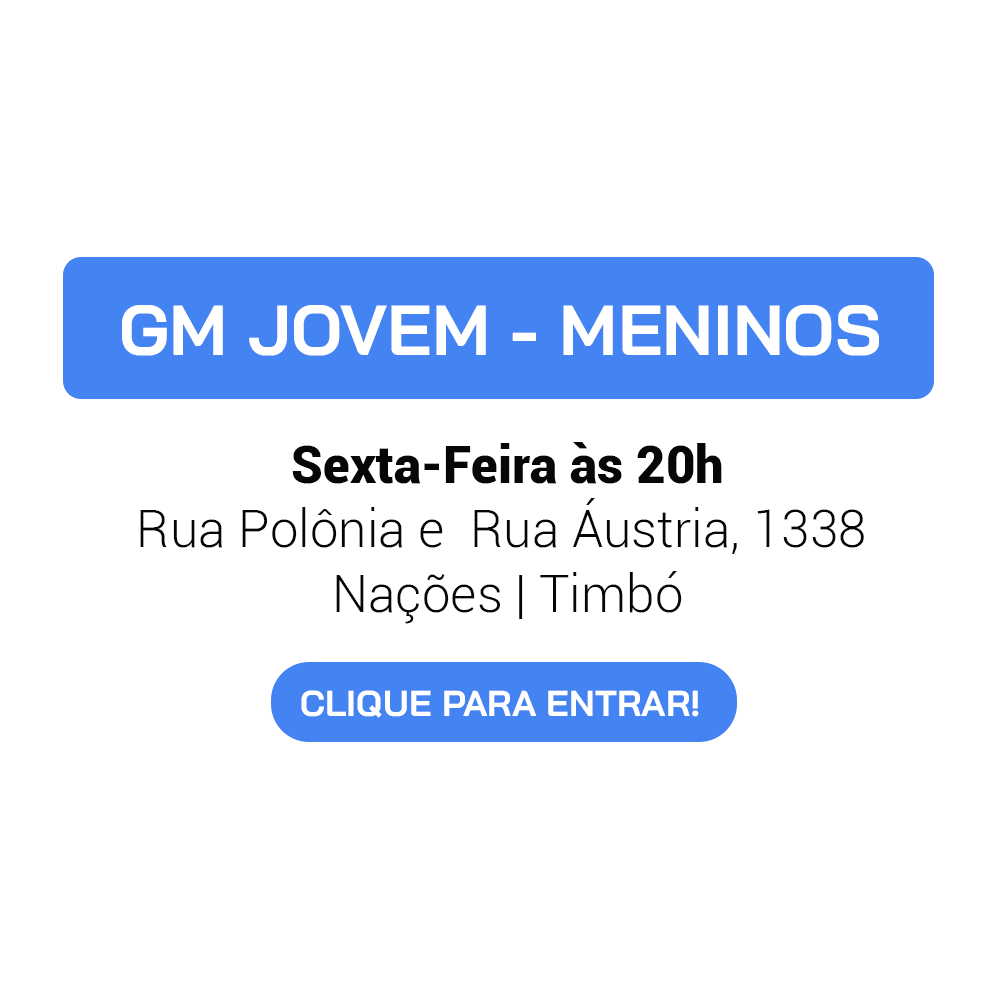 GM JOVEM - MENINOS
Sexta-Feira às 20h
Rua Polônia e  Rua Áustria, 1338
Nações | Timbó
CLIQUE PARA ENTRAR!